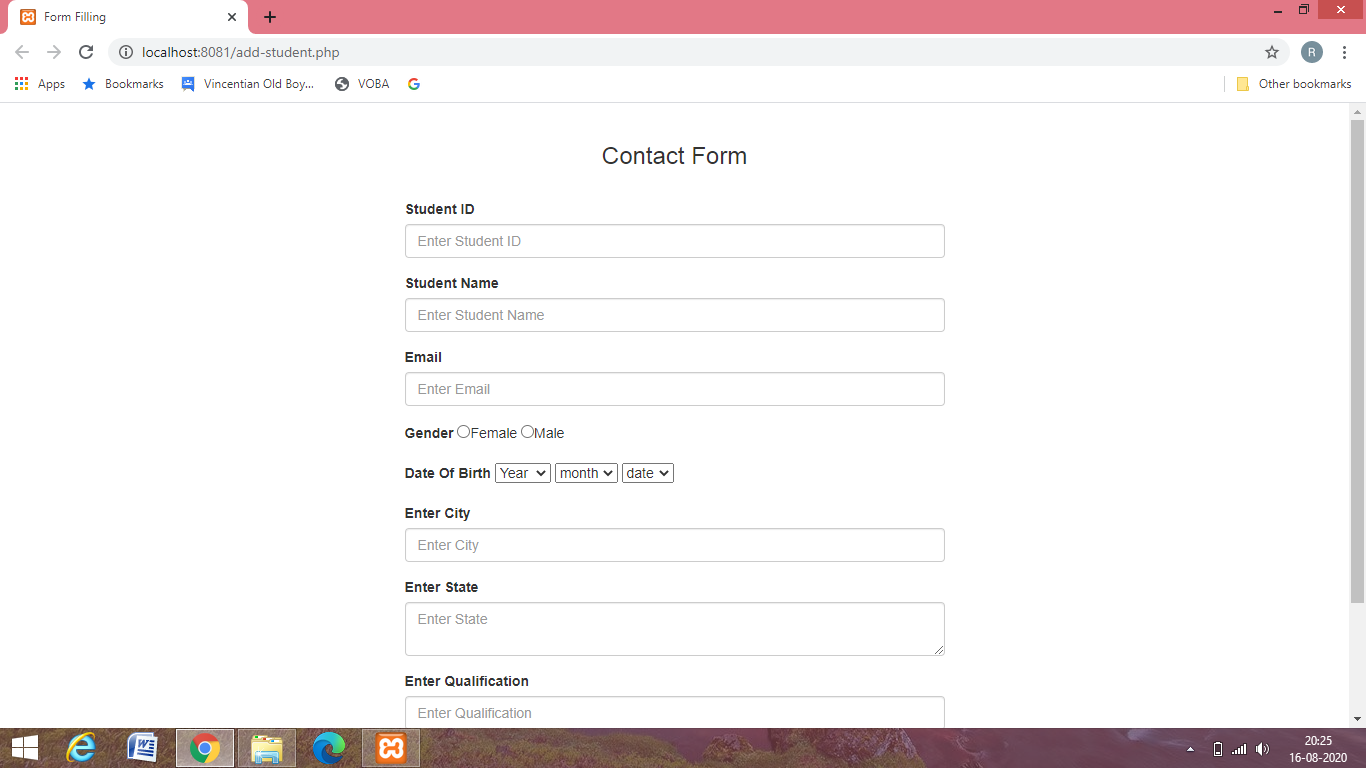 Form Filling
localhost:8081/add-student.php
R
Apps Bookmarks Vincentian Old Boy... VOBA Other bookmarks
Contact Form
Student ID
Enter Student ID
Student Name
Enter Student Name
Email
Enter Email
Gender Female Male
Date Of Birth Year month date
Enter City
Enter City
Enter State
Enter State
Enter Qualification
Enter Qualification
20:25
16-08-2020